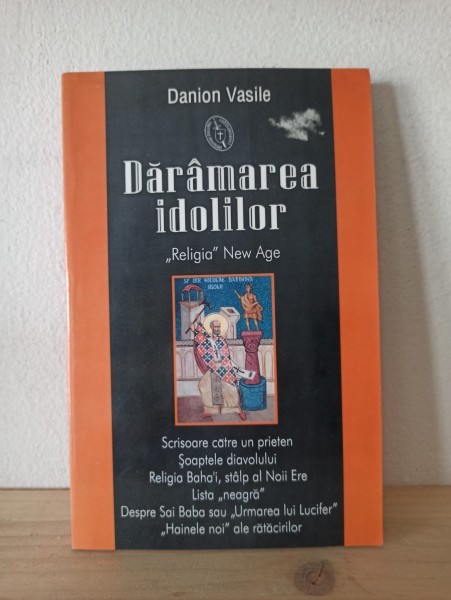 Danion Vasile
Dărâmarea
idolilor
„Religia” New Age
Scrisoare către un prieten
Șoaptele diavolului
Religia Baha'i, stâlp al Noii Ere
Lista „neagră”
Despre Sai Baba sau „Urmarea lui Lucifer”
„Hainele noi” ale rătăcirilor